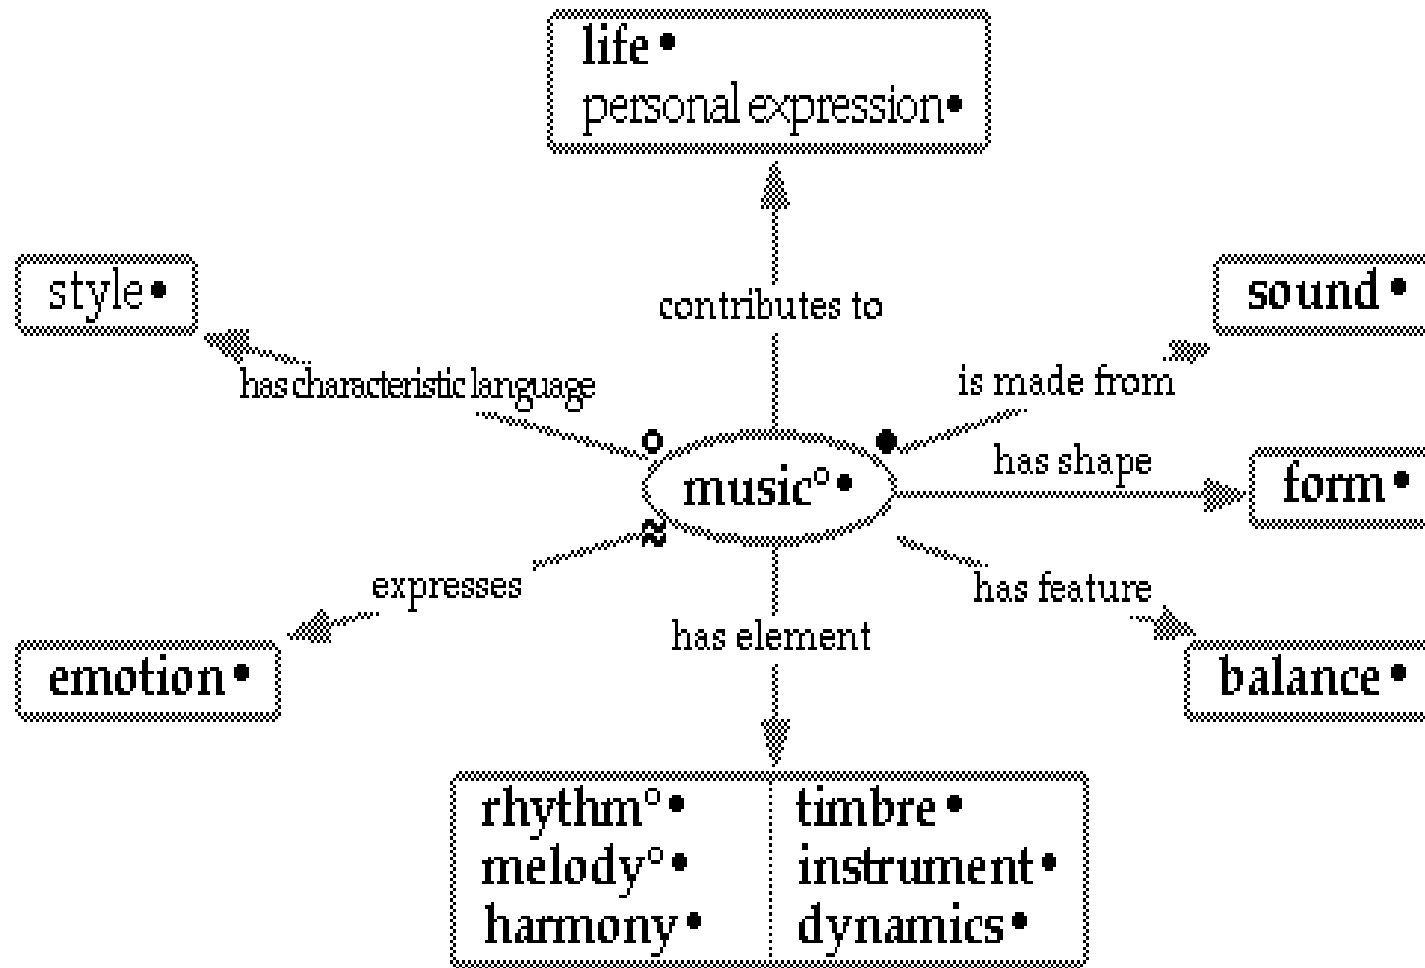 life •
personal expression •
style •
sound •
contributes to
has characteristic language
is made from
music° •
has shape
form •
expresses
has feature
has element
emotion •
balance •
rhythm° •
melody° •
harmony •
timbre •
instrument •
dynamics •